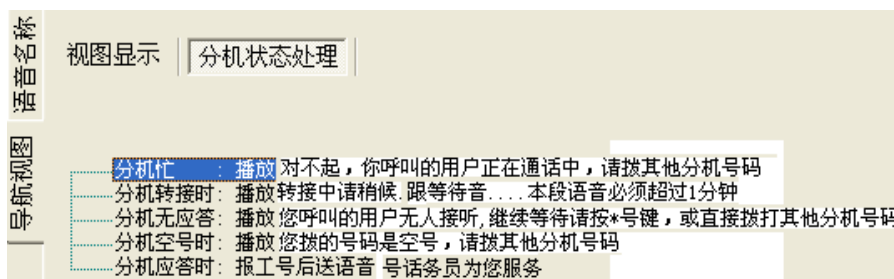 语音名称
视图显示 分机状态处理
导航视图
分机忙 : 播放 对不起，你呼叫的用户正在通话中，请拨其他分机号码
分机转接时: 播放转接中请稍候.跟等待音....本段语音必须超过1分钟
分机无应答: 播放您呼叫的用户无人接听,继续等待请按*号键，或直接拨打其他分机号码
分机空号时: 播放您拨的号码是空号，请拨其他分机号码
分机应答时: 报工号后送语音 号话务员为您服务